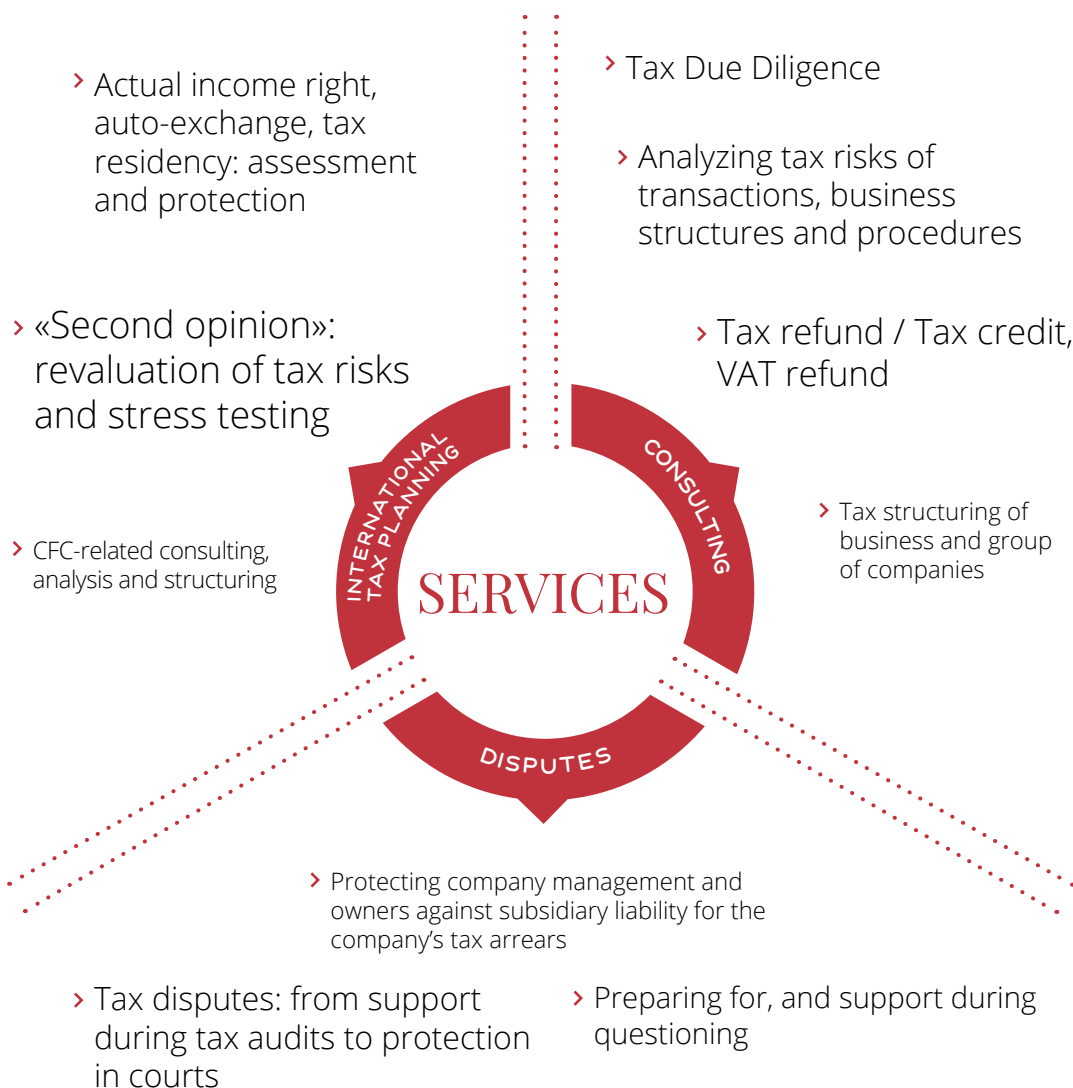 Actual income right,
auto-exchange, tax
residency: assessment
and protection
«Second opinion»:
revaluation of tax risks
and stress testing
CFC-related consulting,
analysis and structuring
Tax Due Diligence
Analyzing tax risks of
transactions, business
structures and procedures
Tax refund / Tax credit,
VAT refund
Tax structuring of
business and group
of companies
INTERNATIONAL
TAX PLANNING
CONSULTING
SERVICES
DISPUTES
Protecting company management and
owners against subsidiary liability for the
company’s tax arrears
Tax disputes: from support
during tax audits to protection
in courts
Preparing for, and support during
questioning